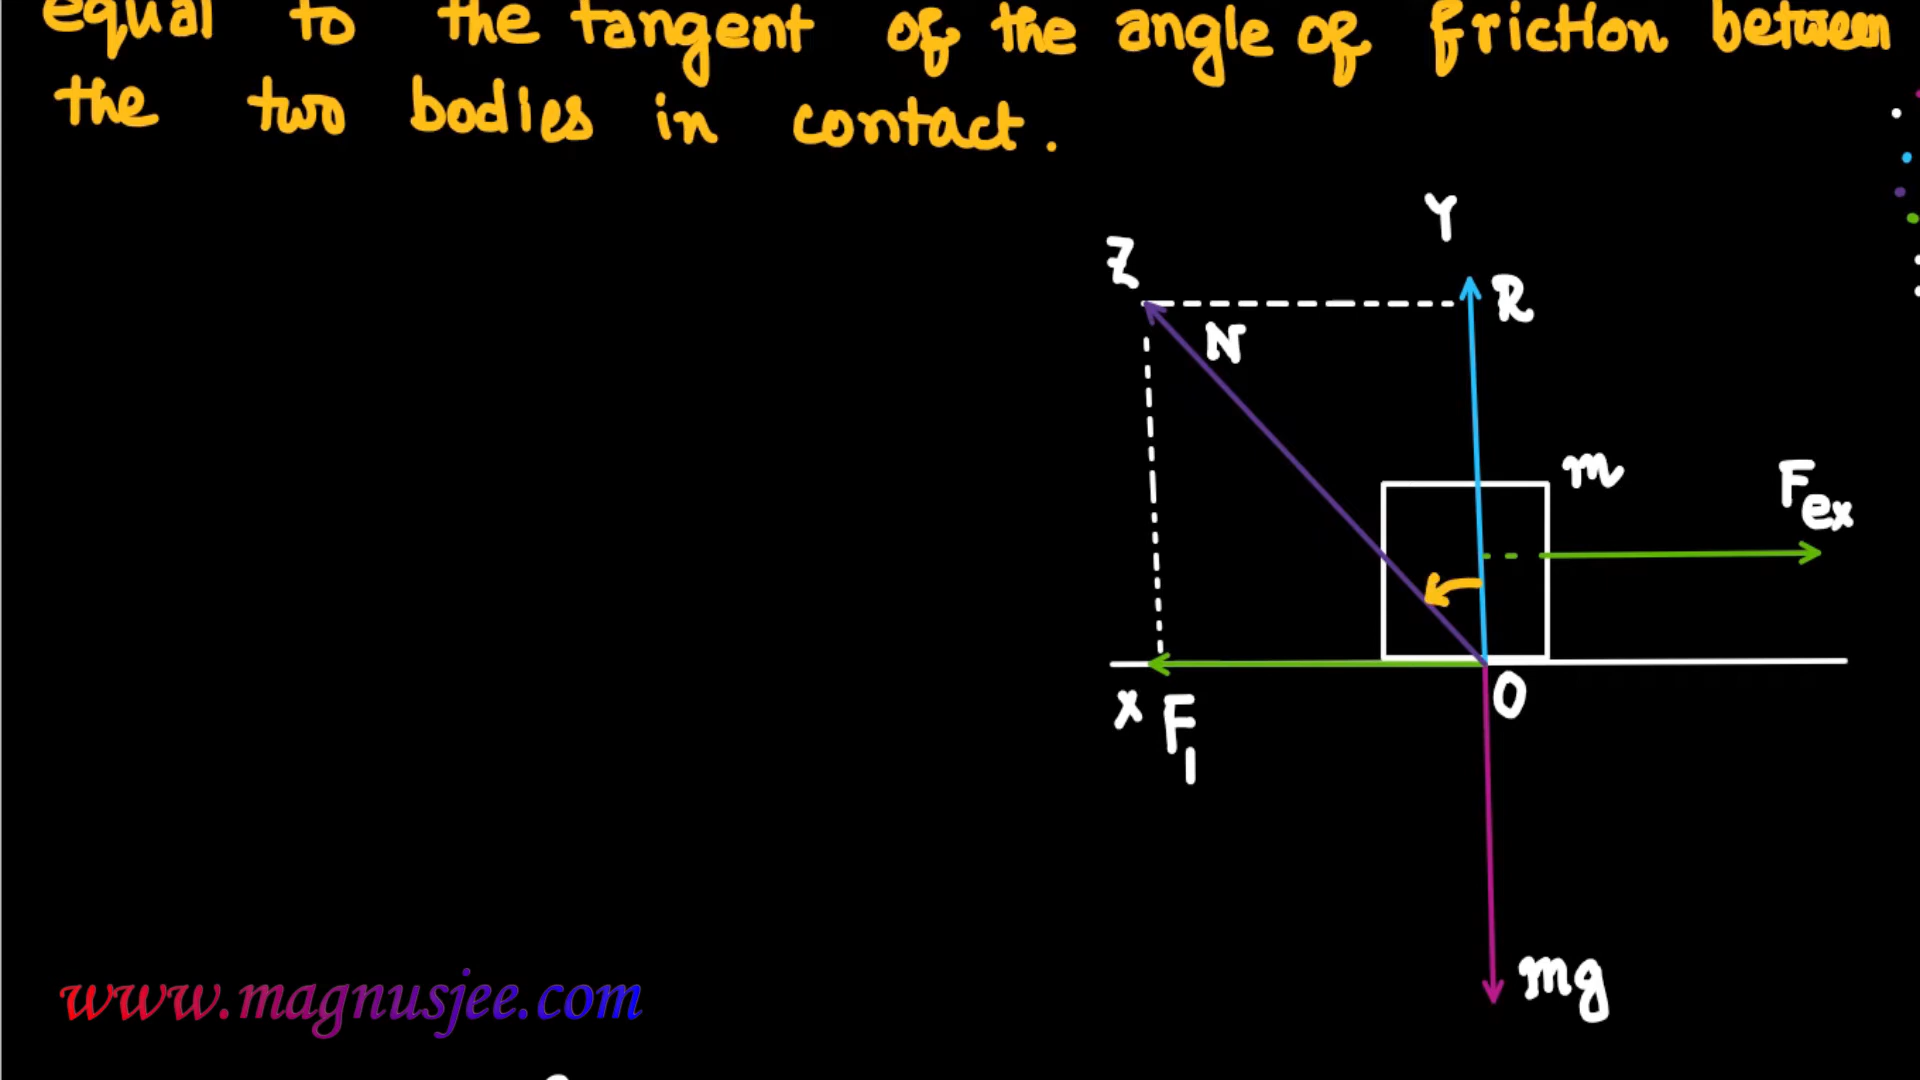 equal to the tangent of the angle of friction between
the two bodies in contact.
Y
Z
R
N
m
F ex
O
X F1
mg
www.magnusjee.com